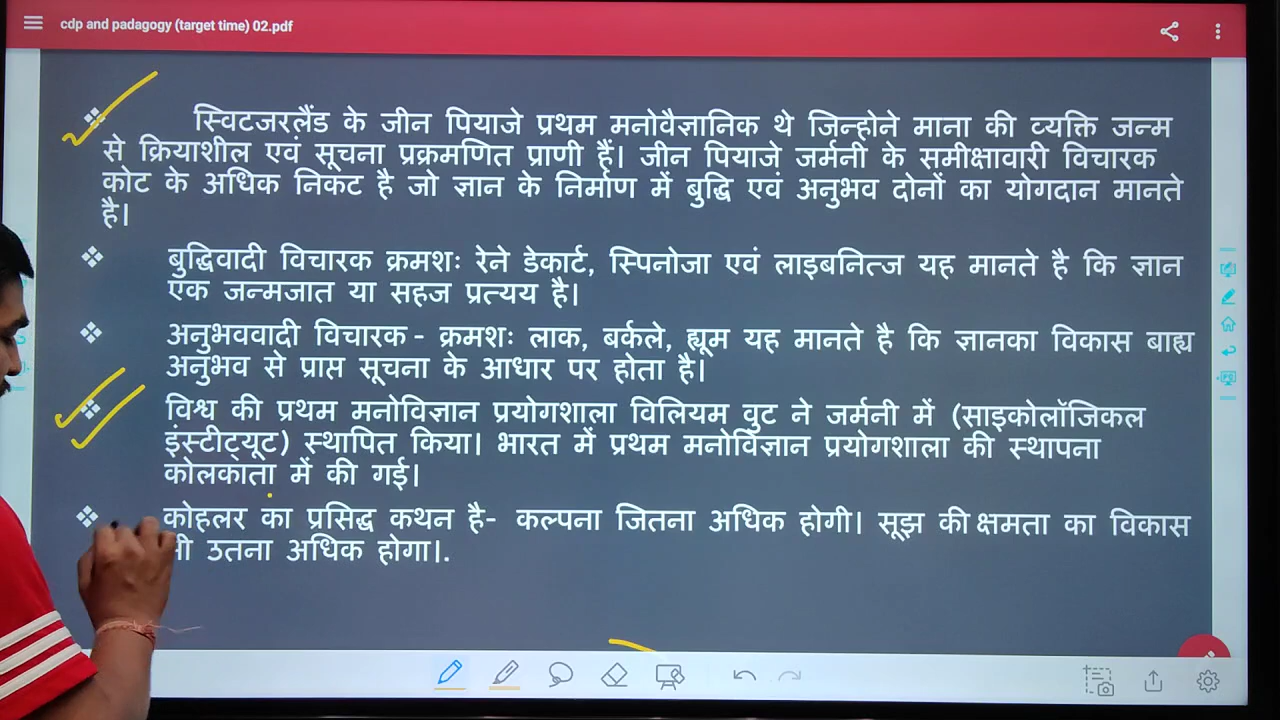 cdp and padagogy (target time) 02.pdf
स्विटजरलैंड के जीन पियाजे प्रथम मनोवैज्ञानिक थे जिन्होने माना की व्यक्ति जन्म
से क्रियाशील एवं सूचना प्रक्रमणित प्राणी हैं। जीन पियाजे जर्मनी के समीक्षावारी विचारक
कोट के अधिक निकट है जो ज्ञान के निर्माण में बुद्धि एवं अनुभव दोनों का योगदान मानते
है।
बुद्धिवादी विचारक क्रमशः रेने डेकार्ट, स्पिनोजा एवं लाइबनित्ज यह मानते है कि ज्ञान
एक जन्मजात या सहज प्रत्यय है।
अनुभववादी विचारक - क्रमशः लाक, बर्कले, ह्यूम यह मानते है कि ज्ञानका विकास बाह्य
अनुभव से प्राप्त सूचना के आधार पर होता है।
विश्व की प्रथम मनोविज्ञान प्रयोगशाला विलियम वुट ने जर्मनी में (साइकोलॉजिकल
इंस्टीट्यूट) स्थापित किया। भारत में प्रथम मनोविज्ञान प्रयोगशाला की स्थापना
कोलकाता में की गई।
कोहलर का प्रसिद्ध कथन है- कल्पना जितना अधिक होगी। सूझ की क्षमता का विकास
उतना अधिक होगा।.